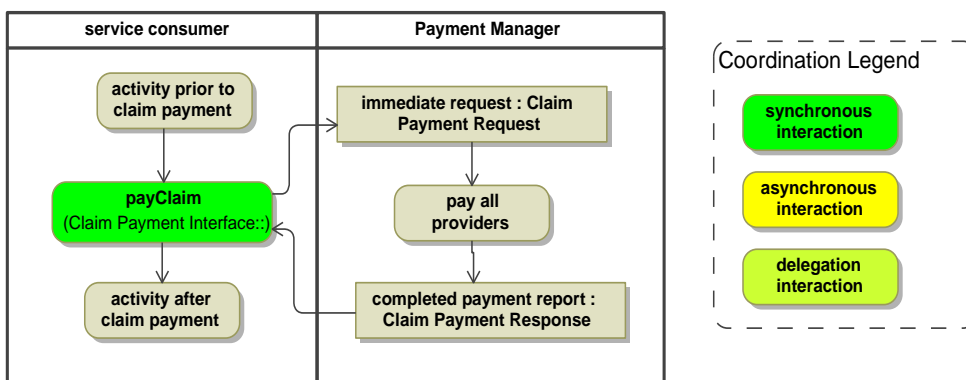 service consumer
Payment Manager
activity prior to
claim payment
immediate request : Claim
Payment Request
payClaim
(Claim Payment Interface::)
pay all
providers
activity after
claim payment
completed payment report :
Claim Payment Response
Coordination Legend
synchronous
interaction
asynchronous
interaction
delegation
interaction